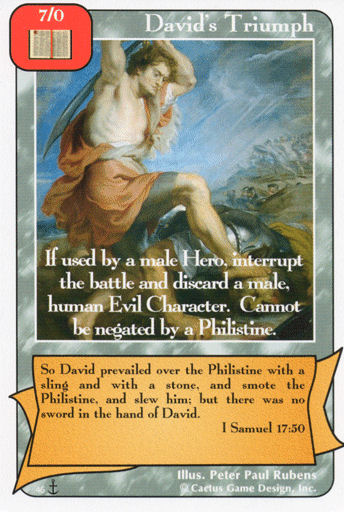 7/0
David's Triumph
If used by a male Hero, interrupt
the battle and discard a male,
human Evil Character. Cannot
be negated by a Philistine.
So David prevailed over the Philistine with a
sling and with a stone, and smote the
Philistine, and slew him; but there was no
sword in the hand of David.
I Samuel 17:50
Illus. Peter Paul Rubens
46
© Cactus Game Design, Inc.